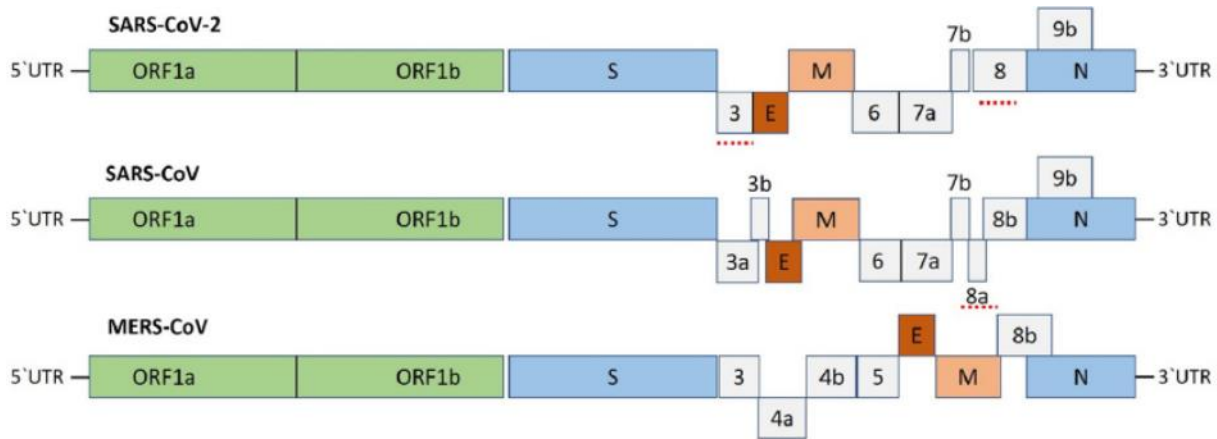 SARS-CoV-2
7b 9b
5`UTR ORF1a ORF1b S M 8 N 3`UTR
3 E 6 7a
SARS-CoV
3b 7b 9b
5`UTR ORF1a ORF1b S M 8b N 3`UTR
3a E 6 7a
8a
MERS-CoV
E 8b
5`UTR ORF1a ORF1b S 3 4b 5 M N 3`UTR
4a